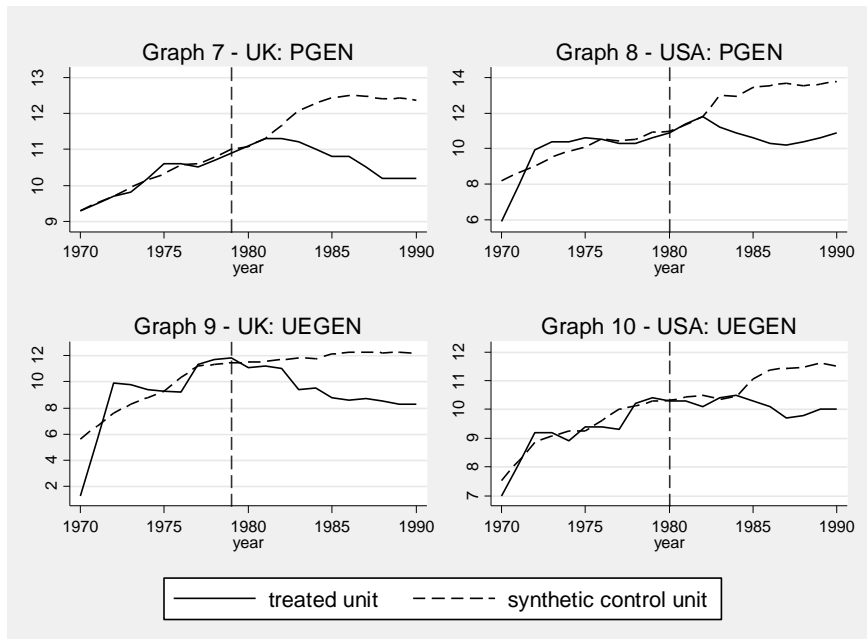 Graph 7 - UK: PGEN
13
12
11
10
9
1970 1975 1980 1985 1990
year
Graph 8 - USA: PGEN
14
12
10
8
6
1970 1975 1980 1985 1990
year
Graph 9 - UK: UEGEN
12
10
8
6
4
2
1970 1975 1980 1985 1990
year
Graph 10 - USA: UEGEN
12
11
10
9
8
7
1970 1975 1980 1985 1990
year
treated unit synthetic control unit